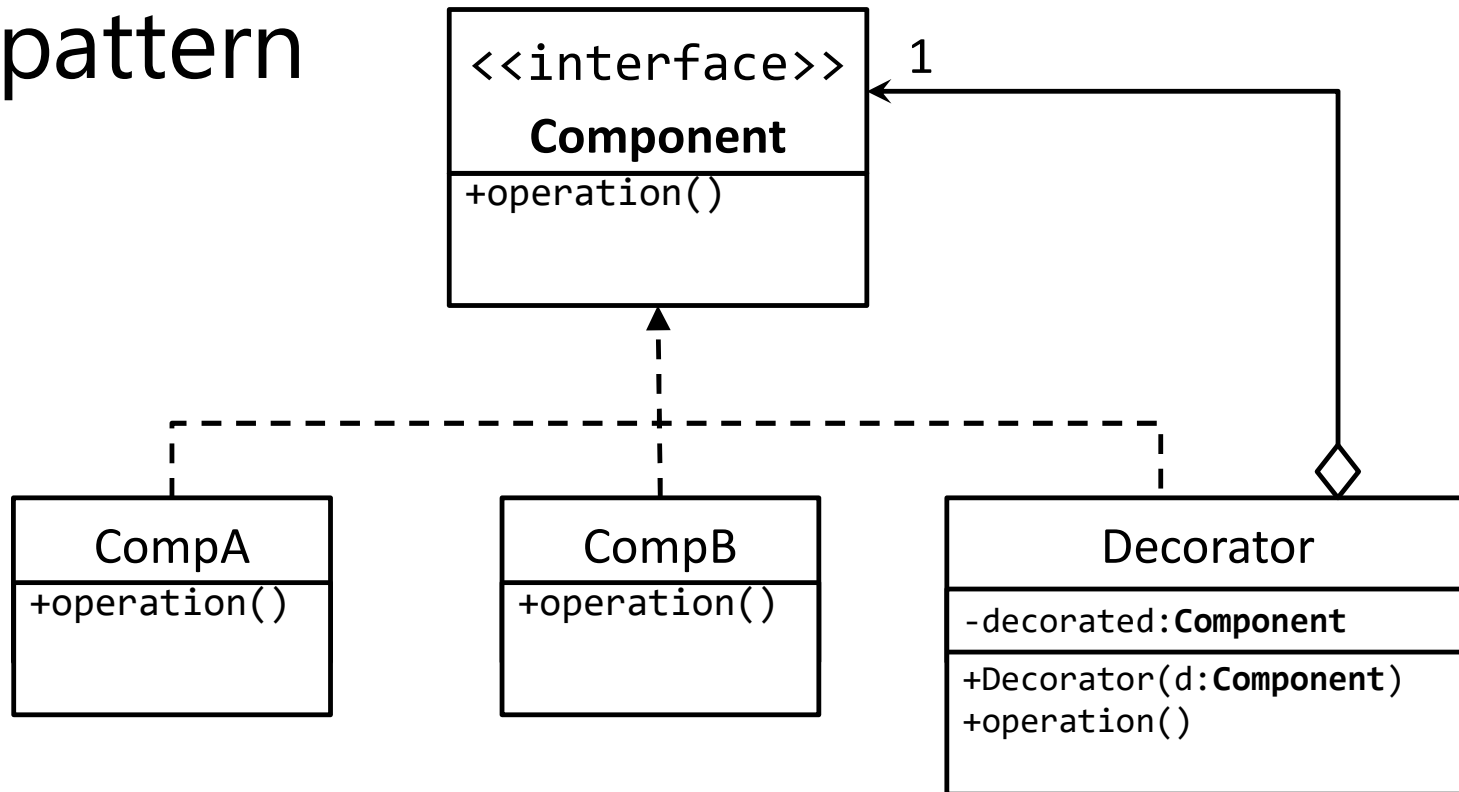 pattern
<<interface>>
Component
+operation()
1
CompA
+operation()
CompB
+operation()
Decorator
-decorated:Component
+Decorator(d:Component)
+operation()